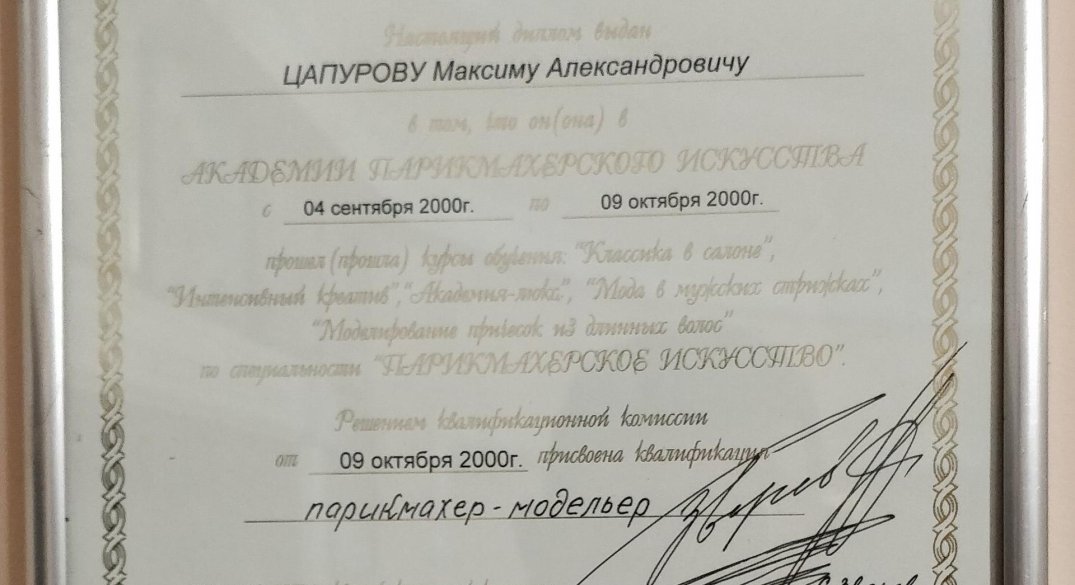 Настоящий диплом выдан
ЦАПУРОВУ Максиму Александровичу
в том, что он(она) в
АКАДЕМИИ ПАРИКМАХЕРСКОГО ИСКУССТВА
с 04 сентября 2000г. по 09 октября 2000г.
прошел (прошла) курсы обучения: "Классика в салоне",
"Интенсивный креатив", "Академия-люкс", "Мода в мужских стрижках",
"Моделирование причесок из длинных волос"
по специальности "ПАРИКМАХЕРСКОЕ ИСКУССТВО".
Решением квалификационной комиссии
от 09 октября 2000г. присвоена квалификация
парикмахер-модельер